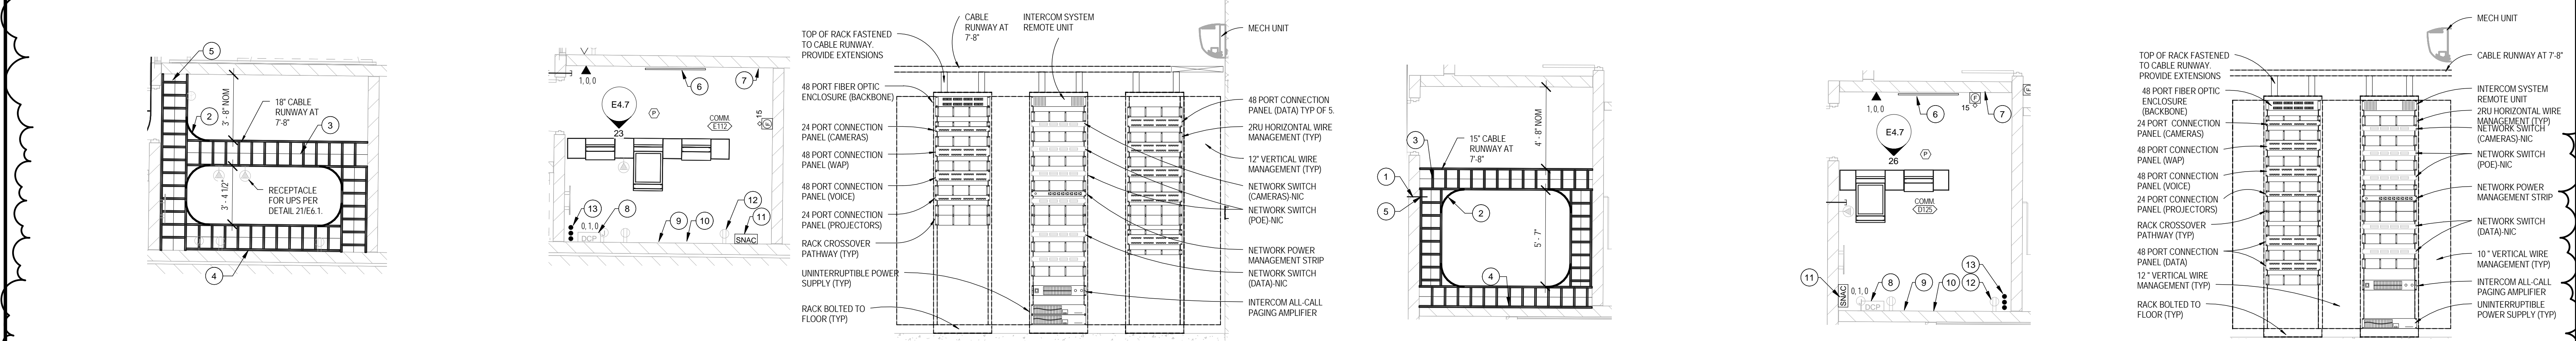 5
2
3' - 8" NOM
18" CABLE
RUNWAY AT
7'-8"
3
3' - 4 1/2"
RECEPTACLE
FOR UPS PER
DETAIL 21/E6.1.
4
1, 0, 0
6
7
E4.7
23
P
COMM.
E112
F
15
13
0, 1, 0
8
DCP
9
10
12
11
SNAC
CABLE
RUNWAY AT
7'-8"
INTERCOM SYSTEM
REMOTE UNIT
MECH UNIT
TOP OF RACK FASTENED
TO CABLE RUNWAY.
PROVIDE EXTENSIONS
48 PORT FIBER OPTIC
ENCLOSURE (BACKBONE)
24 PORT CONNECTION
PANEL (CAMERAS)
48 PORT CONNECTION
PANEL (WAP)
48 PORT CONNECTION
PANEL (VOICE)
24 PORT CONNECTION
PANEL (PROJECTORS)
RACK CROSSOVER
PATHWAY (TYP)
UNINTERRUPTIBLE POWER
SUPPLY (TYP)
RACK BOLTED TO
FLOOR (TYP)
48 PORT CONNECTION
PANEL (DATA) TYP OF 5.
2RU HORIZONTAL WIRE
MANAGEMENT (TYP)
12" VERTICAL WIRE
MANAGEMENT (TYP)
NETWORK SWITCH
(CAMERAS)-NIC
NETWORK SWITCH
(POE)-NIC
NETWORK POWER
MANAGEMENT STRIP
NETWORK SWITCH
(DATA)-NIC
INTERCOM ALL-CALL
PAGING AMPLIFIER
3
15" CABLE
RUNWAY AT
7'-8"
4' - 8" NOM
1
5
2
5' - 7"
4
1, 0, 0
6
15
F
7
E4.7
26
P
COMM.
D125
11
SNAC
0, 1, 0
8
DCP
9
10
12
13
MECH UNIT
CABLE RUNWAY AT 7'-8"
TOP OF RACK FASTENED
TO CABLE RUNWAY.
PROVIDE EXTENSIONS
48 PORT FIBER OPTIC
ENCLOSURE
(BACKBONE)
24 PORT CONNECTION
PANEL (CAMERAS)
48 PORT CONNECTION
PANEL (WAP)
48 PORT CONNECTION
PANEL (VOICE)
24 PORT CONNECTION
PANEL (PROJECTORS)
RACK CROSSOVER
PATHWAY (TYP)
48 PORT CONNECTION
PANEL (DATA)
12 " VERTICAL WIRE
MANAGEMENT (TYP)
RACK BOLTED TO
FLOOR (TYP)
INTERCOM SYSTEM
REMOTE UNIT
2RU HORIZONTAL WIRE
MANAGEMENT (TYP)
NETWORK SWITCH
(CAMERAS)-NIC
NETWORK SWITCH
(POE)-NIC
NETWORK POWER
MANAGEMENT STRIP
NETWORK SWITCH
(DATA)-NIC
10 " VERTICAL WIRE
MANAGEMENT (TYP)
INTERCOM ALL-CALL
PAGING AMPLIFIER
UNINTERRUPTIBLE
POWER SUPPLY (TYP)